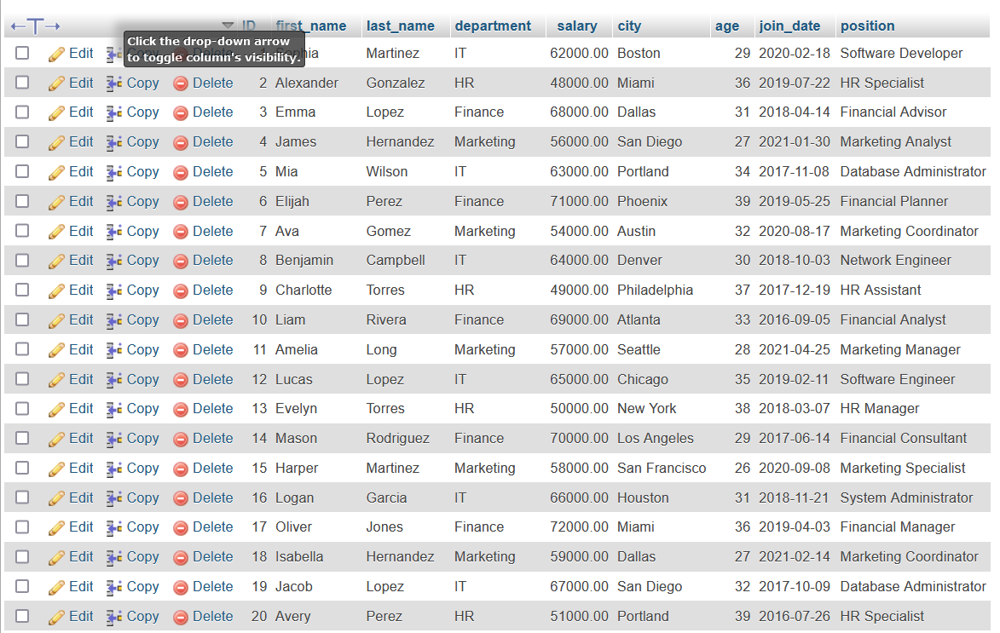 ID first_name last_name department salary city age join_date position
Click the drop-down arrow
to toggle column's visibility.
Edit Martinez IT 62000.00 Boston 29 2020-02-18 Software Developer
Edit Copy Delete 2 Alexander Gonzalez HR 48000.00 Miami 36 2019-07-22 HR Specialist
Edit Copy Delete 3 Emma Lopez Finance 68000.00 Dallas 31 2018-04-14 Financial Advisor
Edit Copy Delete 4 James Hernandez Marketing 56000.00 San Diego 27 2021-01-30 Marketing Analyst
Edit Copy Delete 5 Mia Wilson IT 63000.00 Portland 34 2017-11-08 Database Administrator
Edit Copy Delete 6 Elijah Perez Finance 71000.00 Phoenix 39 2019-05-25 Financial Planner
Edit Copy Delete 7 Ava Gomez Marketing 54000.00 Austin 32 2020-08-17 Marketing Coordinator
Edit Copy Delete 8 Benjamin Campbell IT 64000.00 Denver 30 2018-10-03 Network Engineer
Edit Copy Delete 9 Charlotte Torres HR 49000.00 Philadelphia 37 2017-12-19 HR Assistant
Edit Copy Delete 10 Liam Rivera Finance 69000.00 Atlanta 33 2016-09-05 Financial Analyst
Edit Copy Delete 11 Amelia Long Marketing 57000.00 Seattle 28 2021-04-25 Marketing Manager
Edit Copy Delete 12 Lucas Lopez IT 65000.00 Chicago 35 2019-02-11 Software Engineer
Edit Copy Delete 13 Evelyn Torres HR 50000.00 New York 38 2018-03-07 HR Manager
Edit Copy Delete 14 Mason Rodriguez Finance 70000.00 Los Angeles 29 2017-06-14 Financial Consultant
Edit Copy Delete 15 Harper Martinez Marketing 58000.00 San Francisco 26 2020-09-08 Marketing Specialist
Edit Copy Delete 16 Logan Garcia IT 66000.00 Houston 31 2018-11-21 System Administrator
Edit Copy Delete 17 Oliver Jones Finance 72000.00 Miami 36 2019-04-03 Financial Manager
Edit Copy Delete 18 Isabella Hernandez Marketing 59000.00 Dallas 27 2021-02-14 Marketing Coordinator
Edit Copy Delete 19 Jacob Lopez IT 67000.00 San Diego 32 2017-10-09 Database Administrator
Edit Copy Delete 20 Avery Perez HR 51000.00 Portland 39 2016-07-26 HR Specialist